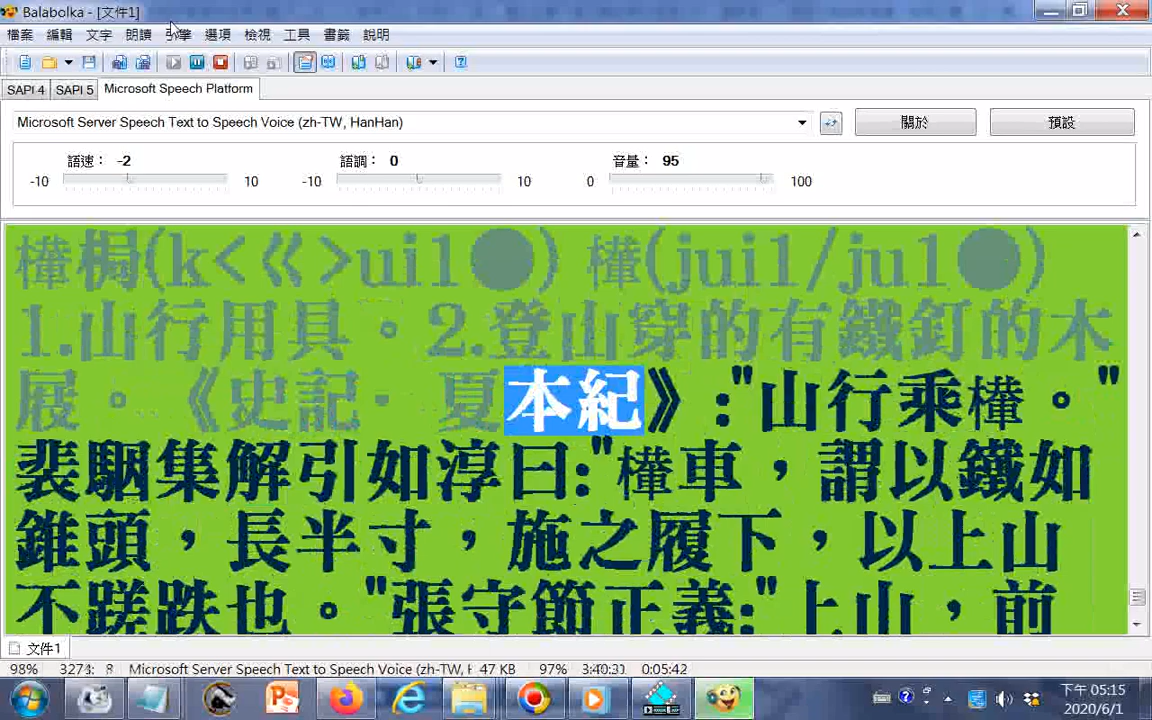 Balabolka - [文件1]
檔案 編輯 文字 朗讀 引擎 選項 檢視 工具 書籤 說明
SAPI 4 SAPI 5 Microsoft Speech Platform
Microsoft Server Speech Text to Speech Voice (zh-TW, HanHan) 關於 預設
語速： -2 語調： 0 音量： 95
-10 10 -10 10 0 100
檋梮(k<ㄍ>ui1●) 檋(jui1/ju1●)
1.山行用具。2.登山穿的有鐵釘的木
屐。《史記‧夏本紀》:"山行乘檋。"
裴駰集解引如淳曰:"檋車，謂以鐵如
錐頭，長半寸，施之履下，以上山
不蹉跌也。"張守節正義:"上山，前
文件1
98% 3274: 8 Microsoft Server Speech Text to Speech Voice (zh-TW, H 47 KB 97% 3:40:31 0:05:42
下午 05:15
2020/6/1